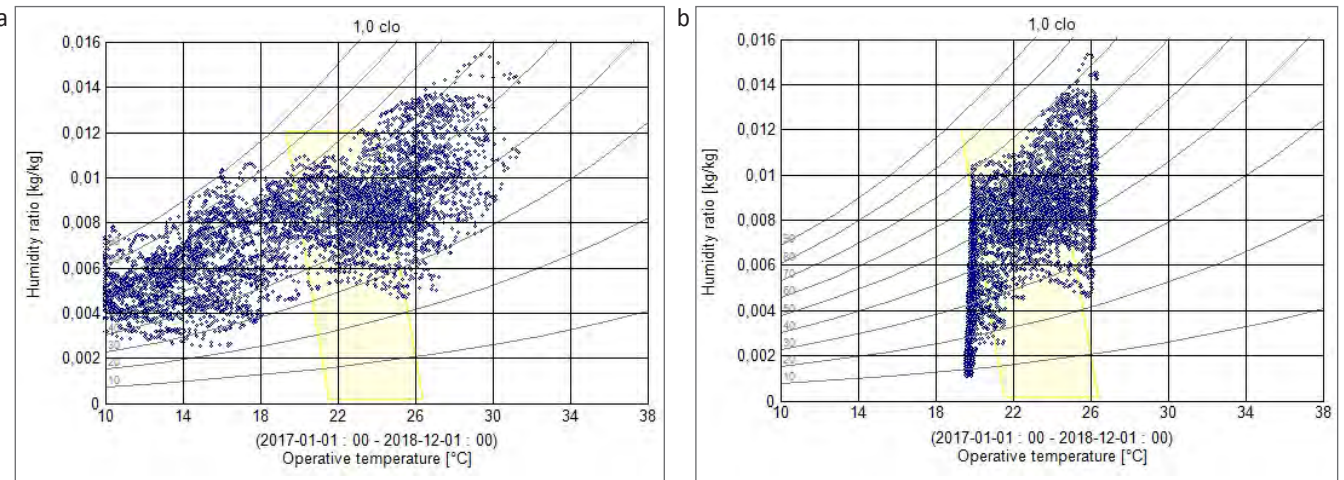 a
1,0 clo
0,016
0,014
0,012
0,01
0,008
0,006
0,004
0,002
0
Humidity ratio [kg/kg]
30
20
10
10 14 18 22 26 30 34 38
(2017-01-01 : 00 - 2018-12-01 : 00)
Operative temperature [°C]
b
1,0 clo
0,016
0,014
0,012
0,01
0,008
0,006
0,004
0,002
0
Humidity ratio [kg/kg]
90
80
70
60
50
40
30
20
10
10 14 18 22 26 30 34 38
(2017-01-01 : 00 - 2018-12-01 : 00)
Operative temperature [°C]